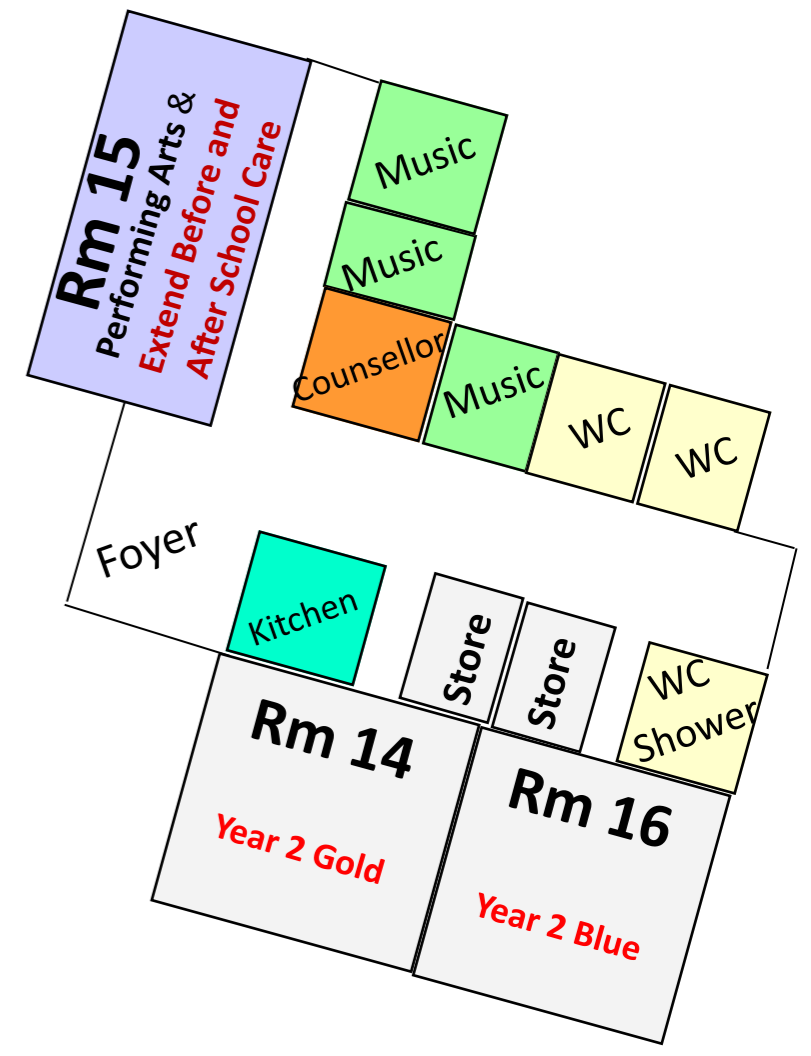 Rm 15
Performing Arts &
Extend Before and
After School Care
Music
Music
Counsellor
Music
WC
WC
Foyer
Kitchen
Store
Store
WC
Shower
Rm 14
Year 2 Gold
Rm 16
Year 2 Blue